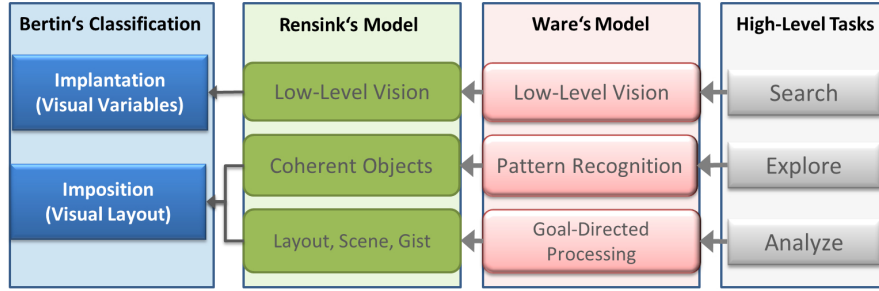 Bertin‘s Classification
Rensink‘s Model
Ware‘s Model
High-Level Tasks
Implantation
(Visual Variables)
Low-Level Vision
Low-Level Vision
Search
Imposition
(Visual Layout)
Coherent Objects
Pattern Recognition
Explore
Layout, Scene, Gist
Goal-Directed
Processing
Analyze